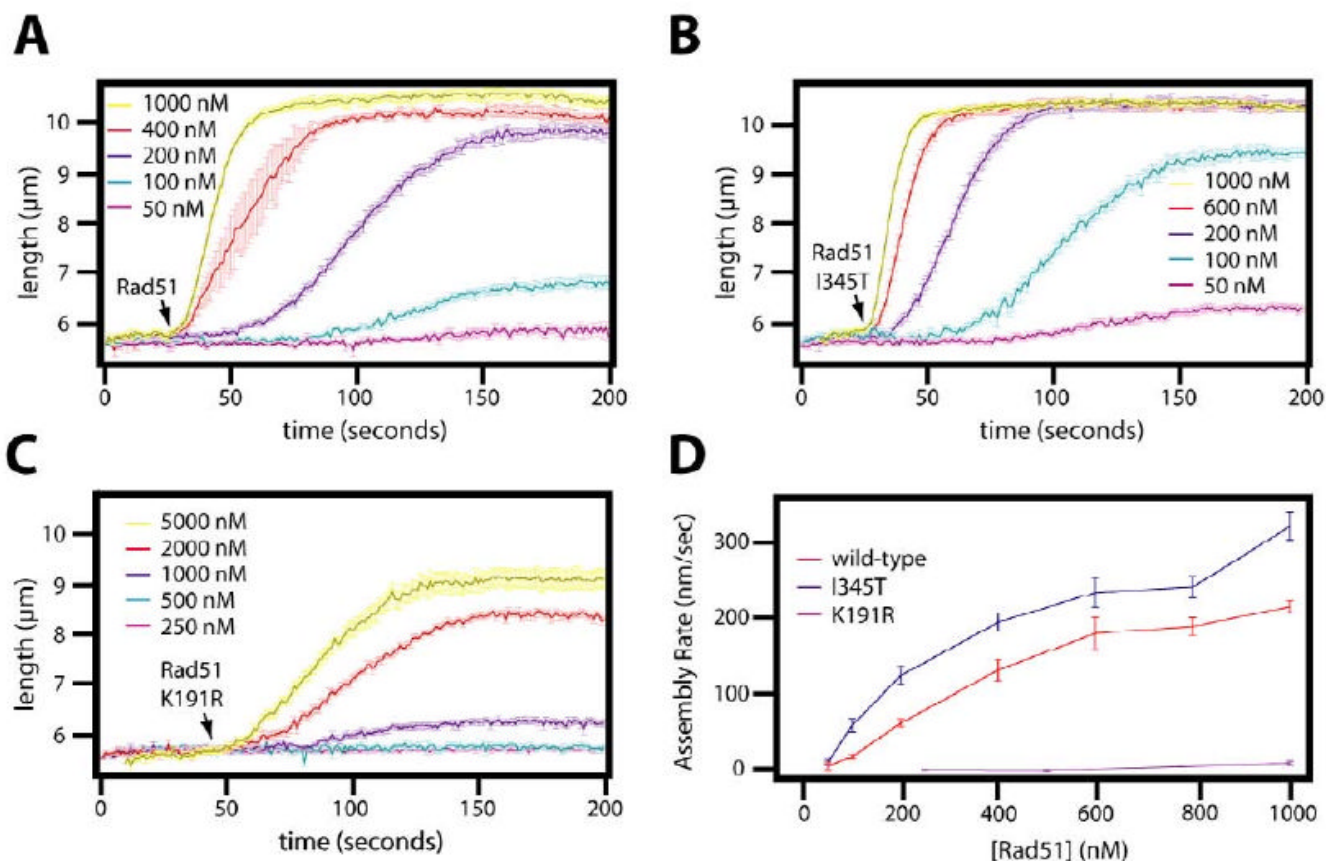 A
1000 nM
400 nM
200 nM
100 nM
50 nM
Rad51
length (μm)
10
9
8
7
6
0
50
100
150
200
time (seconds)
B
1000 nM
600 nM
200 nM
100 nM
50 nM
Rad51
I345T
length (μm)
10
9
8
7
6
0
50
100
150
200
time (seconds)
C
5000 nM
2000 nM
1000 nM
500 nM
250 nM
Rad51
K191R
length (μm)
10
9
8
7
6
0
50
100
150
200
time (seconds)
D
wild-type
I345T
K191R
Assembly Rate (nm/sec)
300
200
100
0
0
200
400
600
800
1000
[Rad51] (nM)